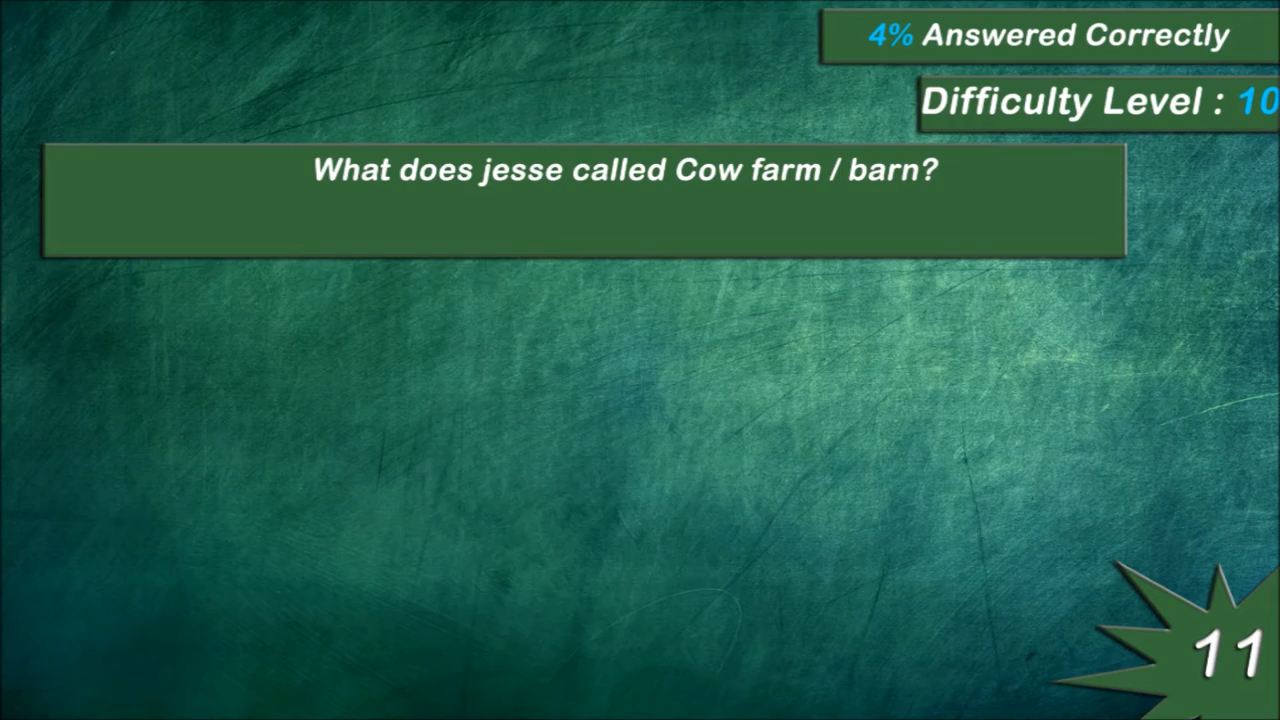 4% Answered Correctly
Difficulty Level : 10
What does jesse called Cow farm / barn?
11